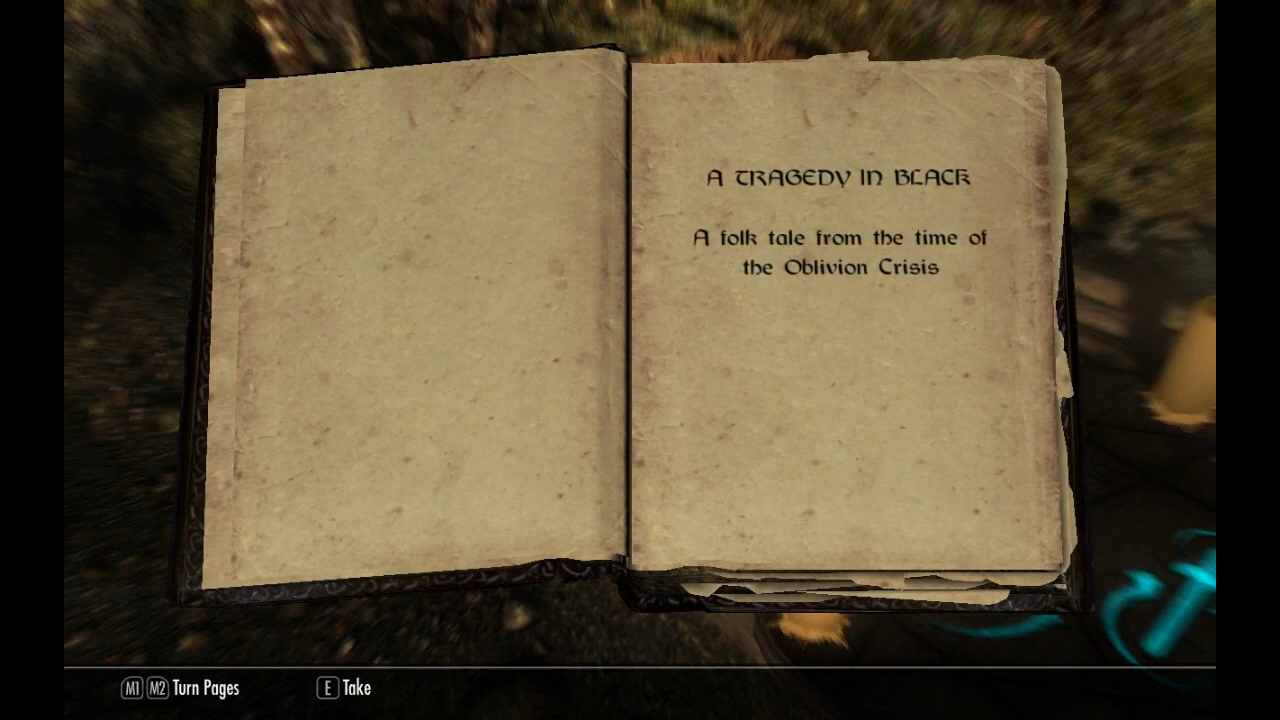 A TRAGEDY IN BLACK
A folk tale from the time of
the Oblivion Crisis
M1 M2 Turn Pages
E Take